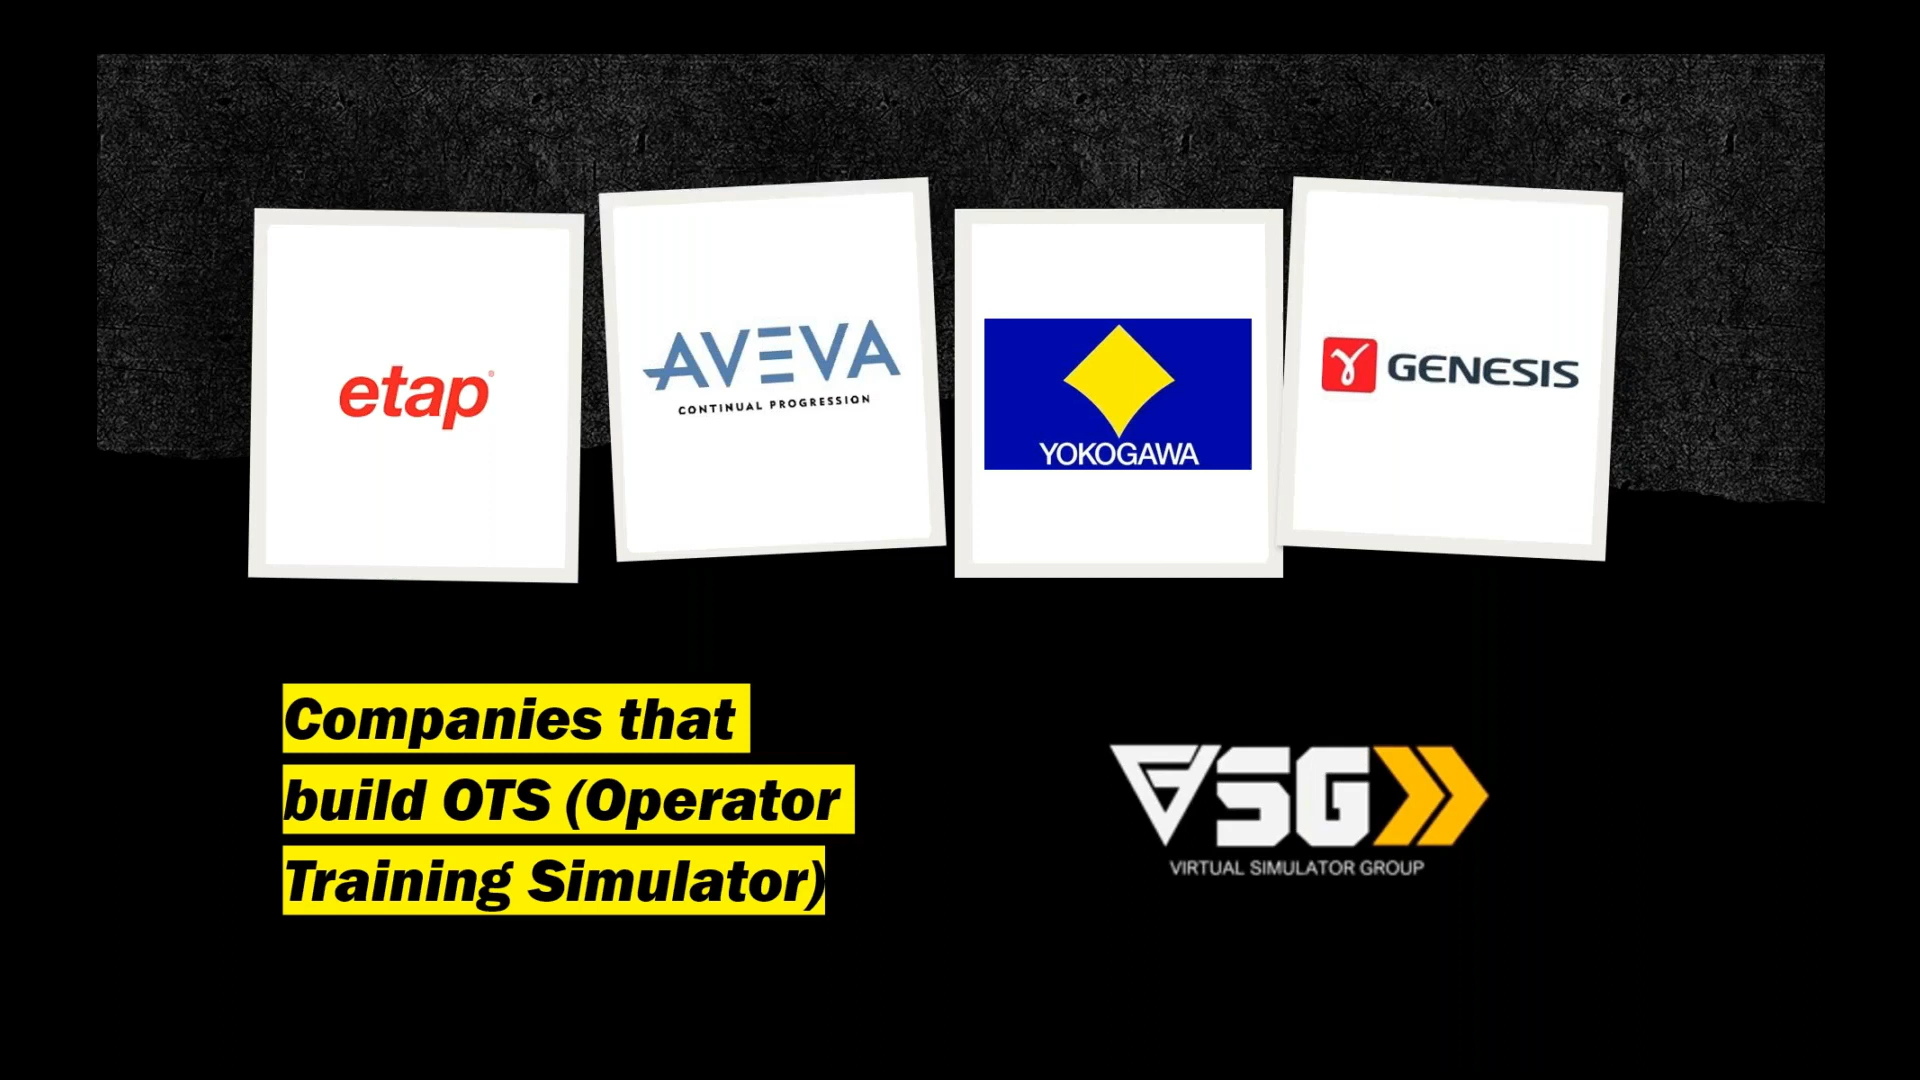 etap®
AVEVA
CONTINUAL PROGRESSION
YOKOGAWA
GENESIS
Companies that
build OTS (Operator
Training Simulator)
VSG
VIRTUAL SIMULATOR GROUP